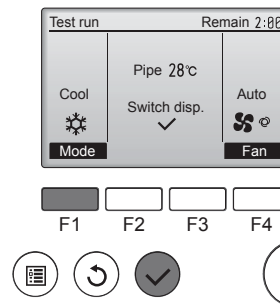 Test run Remain 2:00
Pipe 28℃
Cool Auto
Switch disp.
Mode Fan
F1 F2 F3 F4